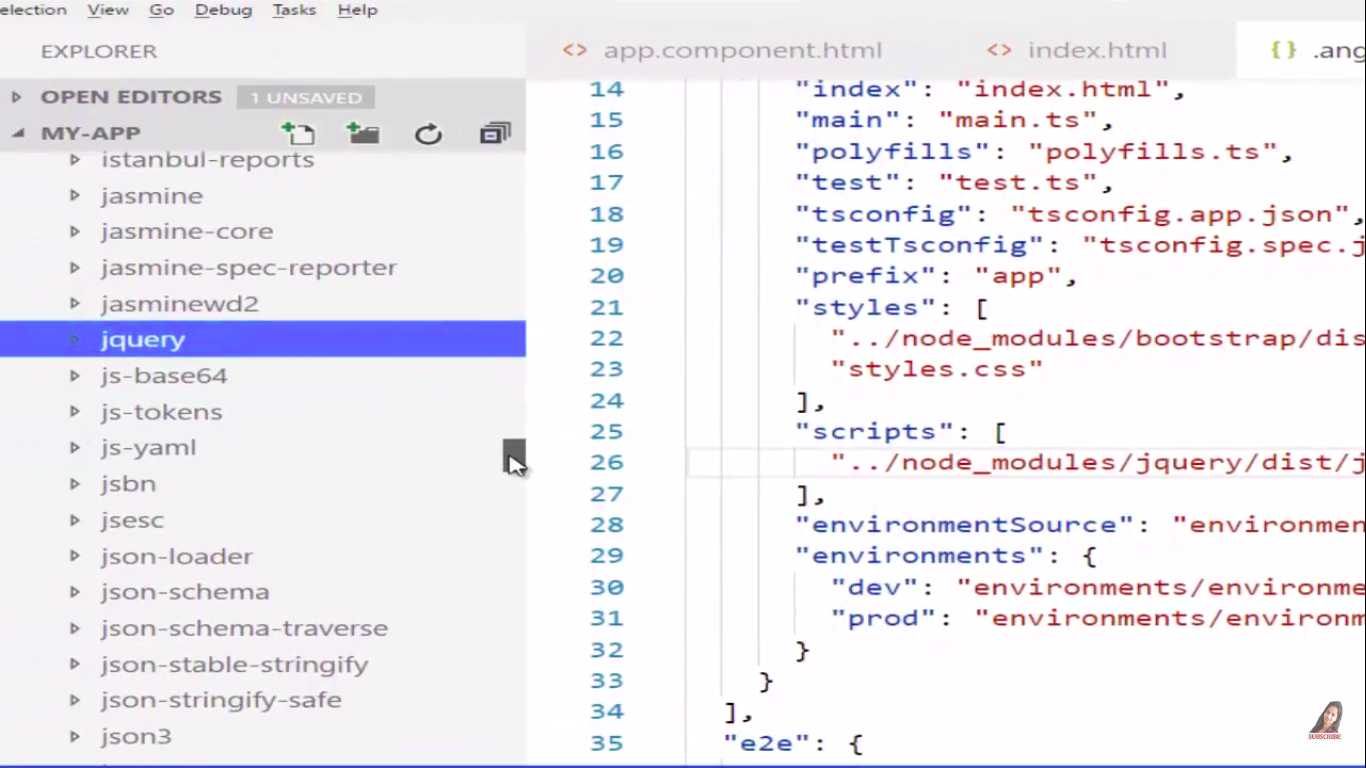 election View Go Debug Tasks Help
EXPLORER
OPEN EDITORS 1 UNSAVED
MY-APP
istanbul-reports
jasmine
jasmine-core
jasmine-spec-reporter
jasminewd2
jquery
js-base64
js-tokens
js-yaml
jsbn
jsesc
json-loader
json-schema
json-schema-traverse
json-stable-stringify
json-stringify-safe
json3
<> app.component.html <> index.html {} .ang
14 "index": "index.html",
15 "main": "main.ts",
16 "polyfills": "polyfills.ts",
17 "test": "test.ts",
18 "tsconfig": "tsconfig.app.json",
19 "testTsconfig": "tsconfig.spec.j
20 "prefix": "app",
21 "styles": [
22 "../node_modules/bootstrap/dis
23 "styles.css"
24 ],
25 "scripts": [
26 "../node_modules/jquery/dist/j
27 ],
28 "environmentSource": "environmen
29 "environments": {
30 "dev": "environments/environme
31 "prod": "environments/environm
32 }
33 }
34 ],
35 "e2e": {
SUBSCRIBE